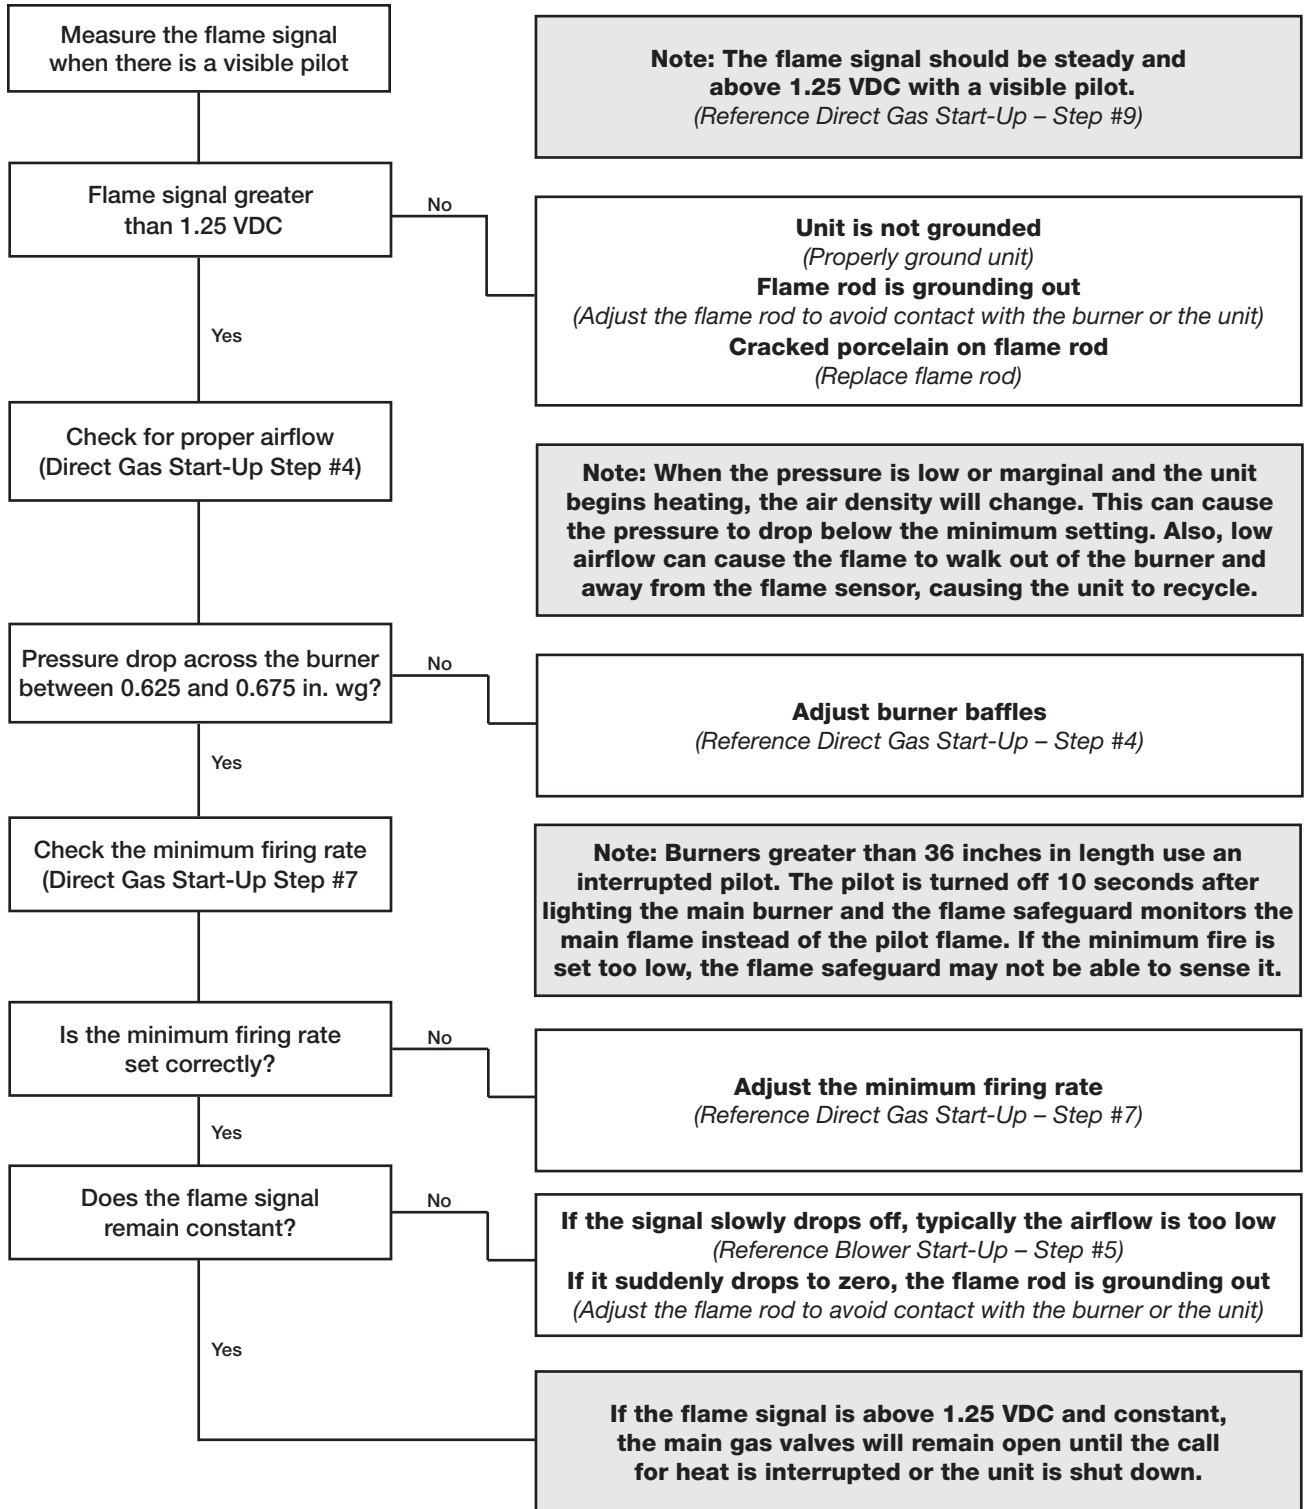 Measure the flame signal
when there is a visible pilot
Note: The flame signal should be steady and
above 1.25 VDC with a visible pilot.
(Reference Direct Gas Start-Up – Step #9)
Flame signal greater
than 1.25 VDC
No
Unit is not grounded
(Properly ground unit)
Flame rod is grounding out
(Adjust the flame rod to avoid contact with the burner or the unit)
Cracked porcelain on flame rod
(Replace flame rod)
Yes
Check for proper airflow
(Direct Gas Start-Up Step #4)
Note: When the pressure is low or marginal and the unit
begins heating, the air density will change. This can cause
the pressure to drop below the minimum setting. Also, low
airflow can cause the flame to walk out of the burner and
away from the flame sensor, causing the unit to recycle.
Pressure drop across the burner
between 0.625 and 0.675 in. wg?
No
Adjust burner baffles
(Reference Direct Gas Start-Up – Step #4)
Yes
Check the minimum firing rate
(Direct Gas Start-Up Step #7
Note: Burners greater than 36 inches in length use an
interrupted pilot. The pilot is turned off 10 seconds after
lighting the main burner and the flame safeguard monitors the
main flame instead of the pilot flame. If the minimum fire is
set too low, the flame safeguard may not be able to sense it.
Is the minimum firing rate
set correctly?
No
Adjust the minimum firing rate
(Reference Direct Gas Start-Up – Step #7)
Yes
Does the flame signal
remain constant?
No
If the signal slowly drops off, typically the airflow is too low
(Reference Blower Start-Up – Step #5)
If it suddenly drops to zero, the flame rod is grounding out
(Adjust the flame rod to avoid contact with the burner or the unit)
Yes
If the flame signal is above 1.25 VDC and constant,
the main gas valves will remain open until the call
for heat is interrupted or the unit is shut down.